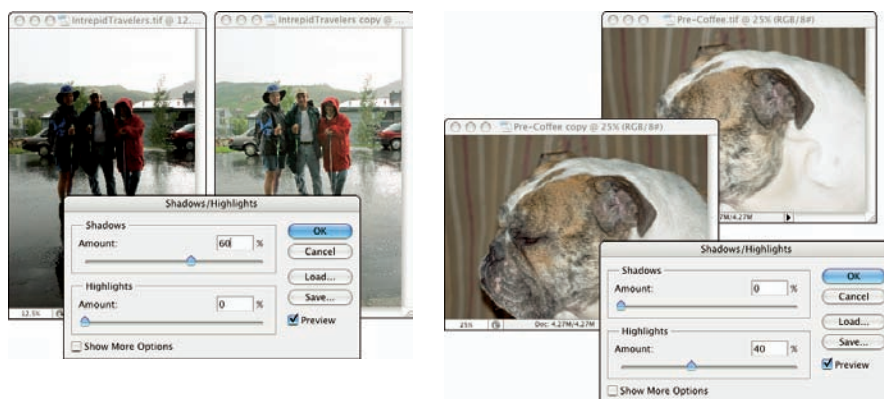 IntrepidTravelers.tif @ 12....
IntrepidTravelers copy @ ...
Shadows/Highlights
Shadows
Amount: 60 %
Highlights
Amount: 0 %
Show More Options
OK
Cancel
Load...
Save...
Preview
12.5%
Pre-Coffee.tif @ 25% (RGB/8#)
7M/4.27M
Pre-Coffee copy @ 25% (RGB/8#)
25% Doc: 4.27M/4.27M
Shadows/Highlights
Shadows
Amount: 0 %
Highlights
Amount: 40 %
Show More Options
OK
Cancel
Load...
Save...
Preview